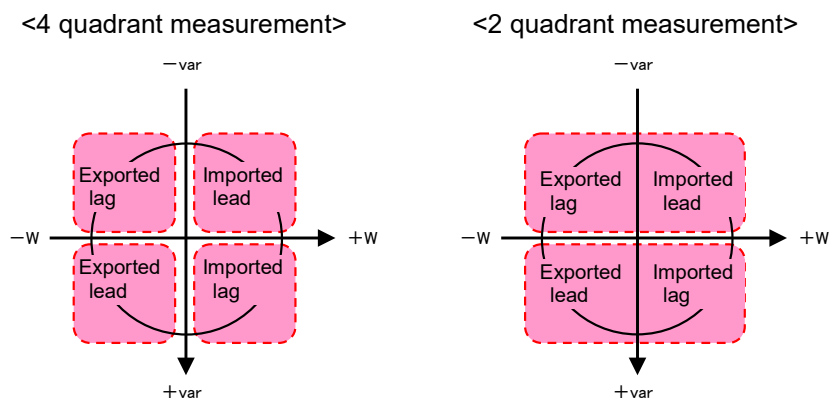 <4 quadrant measurement>
<2 quadrant measurement>
−var
Exported
lag
Imported
lead
−W
+W
Exported
lead
Imported
lag
+var
−var
Exported
lag
Imported
lead
−W
+W
Exported
lead
Imported
lag
+var